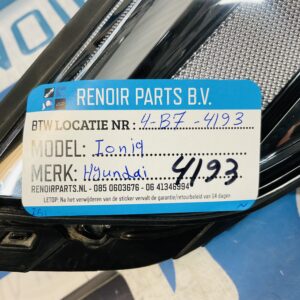 RENOIR PARTS B.V.
BTW LOCATIE NR : 4-B7-4193
MODEL: Ioniq
MERK: Hyundai 4193
RENOIRPARTS.NL - 085 0603676 - 06 41346994
LETOP: Na het verwijderen van de sticker vervalt de garantie/retourbeleid van 14 dagen